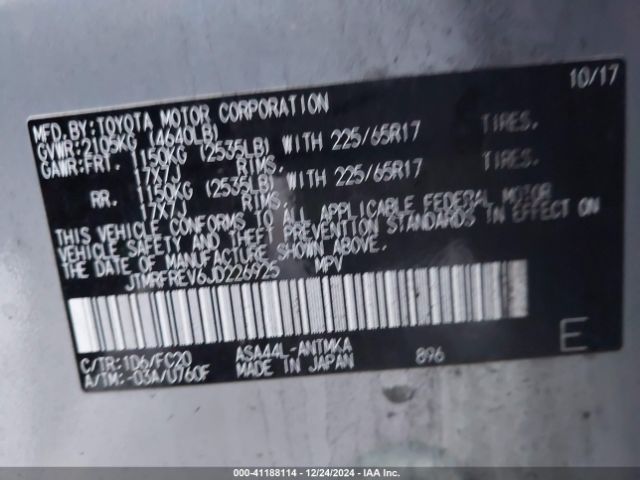 10/17
MFD.BY:TOYOTA MOTOR CORPORATION
GVWR:2105KG (4640LB)
GAWR:FRT. 1150KG (2535LB) WITH 225/65R17 TIRES.
17X7J RIMS,
RR. 1150KG (2535LB) WITH 225/65R17 TIRES.
17X7J RIMS,
THIS VEHICLE CONFORMS TO ALL APPLICABLE FEDERAL MOTOR
VEHICLE SAFETY AND THEFT PREVENTION STANDARDS IN EFFECT ON
THE DATE OF MANUFACTURE SHOWN ABOVE.
JTMRFREV6JD226925 MPV
C/TR:1D6/FC20 ASA44L-ANTMKA
A/TM:-03A/U760F MADE IN JAPAN 896 E
000-41188114 • 12/24/2024 • IAA Inc.